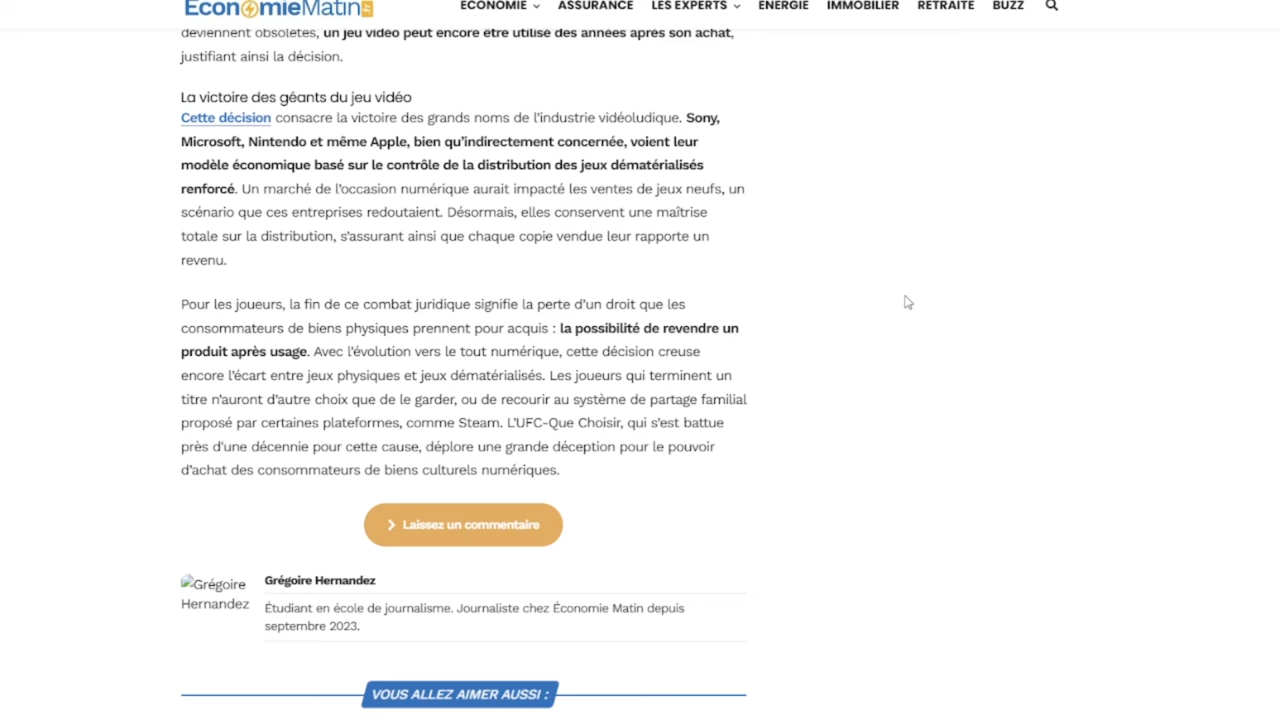 EconomieMatin
ECONOMIE ASSURANCE LES EXPERTS ENERGIE IMMOBILIER RETRAITE BUZZ
deviennent obsolètes, un jeu vidéo peut encore être utilisé des années après son achat,
justifiant ainsi la décision.
La victoire des géants du jeu vidéo
Cette décision consacre la victoire des grands noms de l’industrie vidéoludique. Sony,
Microsoft, Nintendo et même Apple, bien qu’indirectement concernée, voient leur
modèle économique basé sur le contrôle de la distribution des jeux dématérialisés
renforcé. Un marché de l’occasion numérique aurait impacté les ventes de jeux neufs, un
scénario que ces entreprises redoutaient. Désormais, elles conservent une maîtrise
totale sur la distribution, s’assurant ainsi que chaque copie vendue leur rapporte un
revenu.
Pour les joueurs, la fin de ce combat juridique signifie la perte d’un droit que les
consommateurs de biens physiques prennent pour acquis : la possibilité de revendre un
produit après usage. Avec l’évolution vers le tout numérique, cette décision creuse
encore l’écart entre jeux physiques et jeux dématérialisés. Les joueurs qui terminent un
titre n’auront d’autre choix que de le garder, ou de recourir au système de partage familial
proposé par certaines plateformes, comme Steam. L’UFC-Que Choisir, qui s’est battue
près d'une décennie pour cette cause, déplore une grande déception pour le pouvoir
d’achat des consommateurs de biens culturels numériques.
Laissez un commentaire
Grégoire
Hernandez
Grégoire Hernandez
Étudiant en école de journalisme. Journaliste chez Économie Matin depuis
septembre 2023.
VOUS ALLEZ AIMER AUSSI :